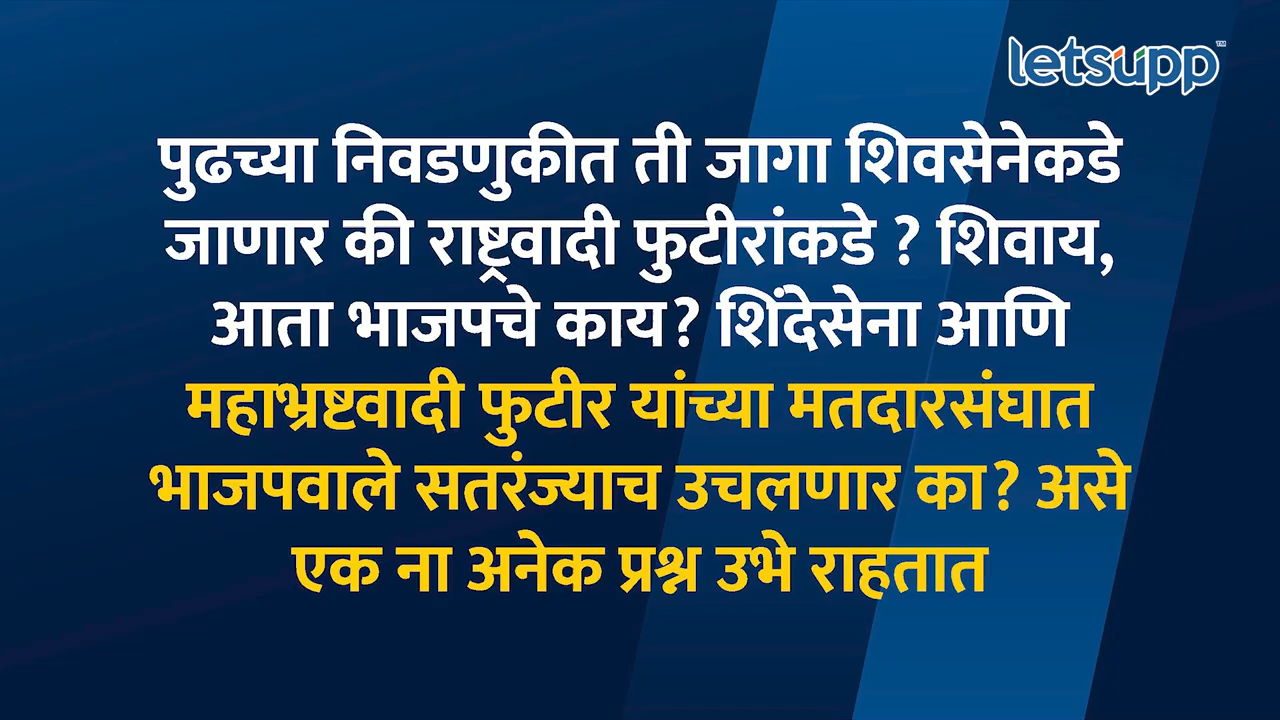 letsupp™
पुढच्या निवडणुकीत ती जागा शिवसेनेकडे
जाणार की राष्ट्रवादी फुटीरांकडे ? शिवाय,
आता भाजपचे काय? शिंदेसेना आणि
महाभ्रष्टवादी फुटीर यांच्या मतदारसंघात
भाजपवाले सतरंज्याच उचलणार का? असे
एक ना अनेक प्रश्न उभे राहतात